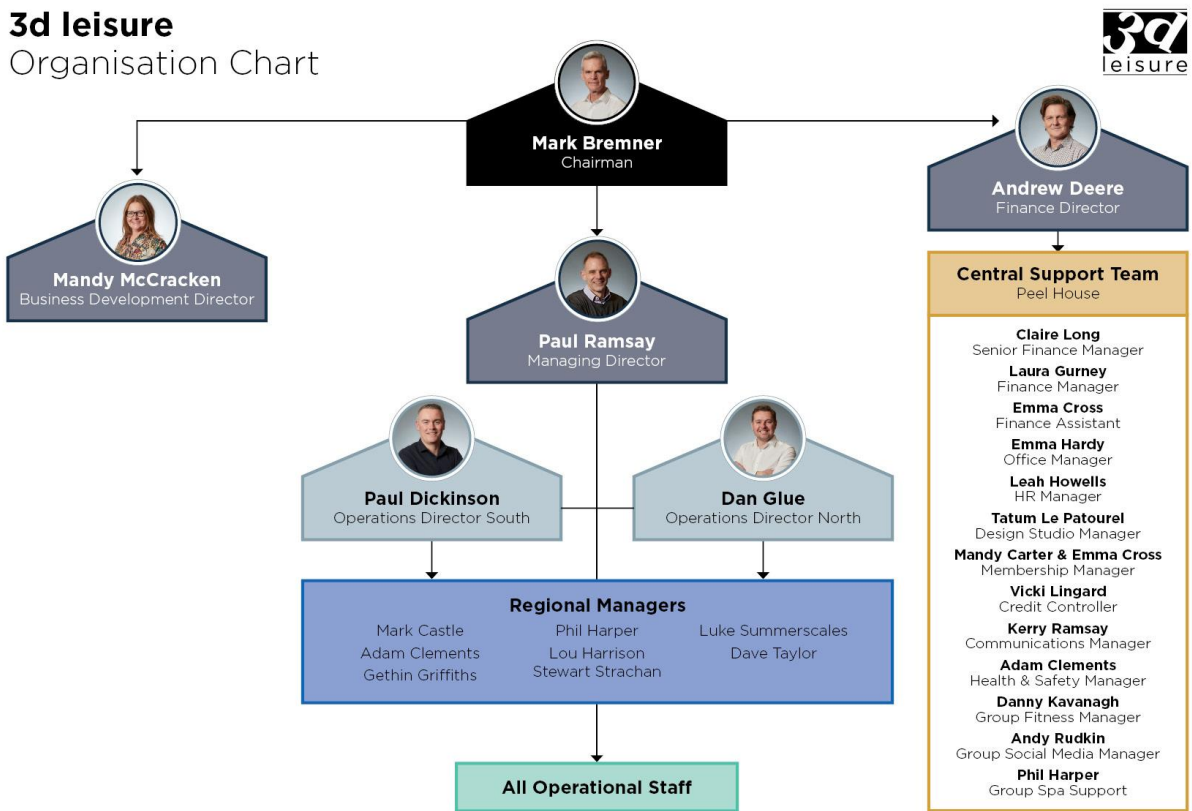 3d leisure
Organisation Chart
3d
leisure
Mark Bremner
Chairman
Andrew Deere
Finance Director
Mandy McCracken
Business Development Director
Paul Ramsay
Managing Director
Paul Dickinson
Operations Director South
Dan Glue
Operations Director North
Regional Managers
Mark Castle
Adam Clements
Gethin Griffiths
Phil Harper
Lou Harrison
Stewart Strachan
Luke Summerscales
Dave Taylor
All Operational Staff
Central Support Team
Peel House
Claire Long
Senior Finance Manager
Laura Gurney
Finance Manager
Emma Cross
Finance Assistant
Emma Hardy
Office Manager
Leah Howells
HR Manager
Tatum Le Patourel
Design Studio Manager
Mandy Carter & Emma Cross
Membership Manager
Vicki Lingard
Credit Controller
Kerry Ramsay
Communications Manager
Adam Clements
Health & Safety Manager
Danny Kavanagh
Group Fitness Manager
Andy Rudkin
Group Social Media Manager
Phil Harper
Group Spa Support